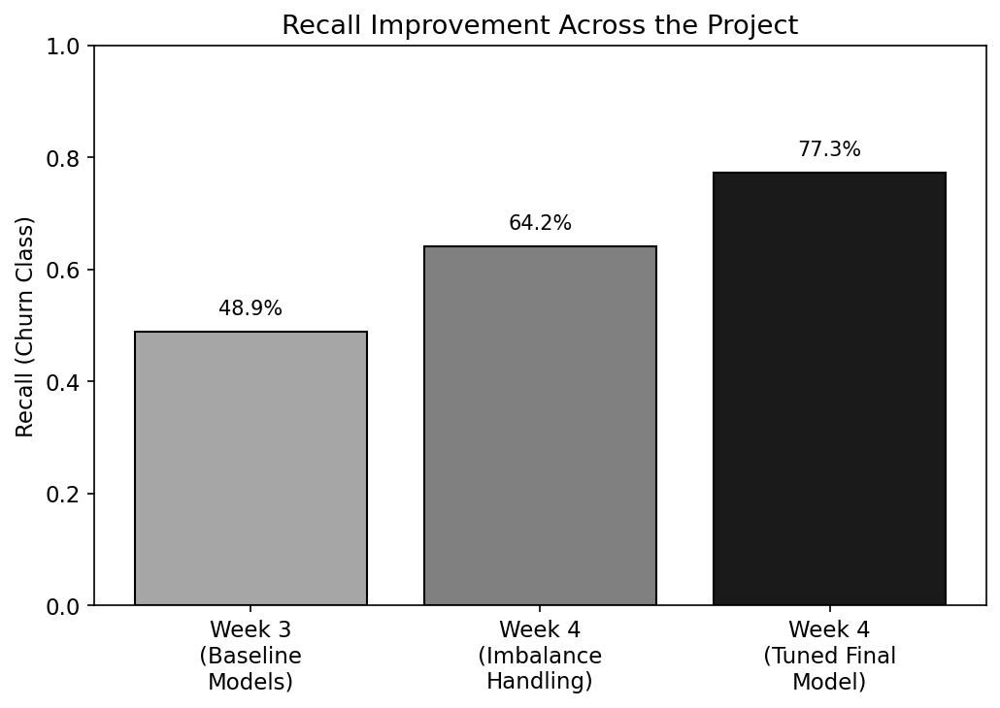 Recall Improvement Across the Project
1.0
0.8
0.6
0.4
0.2
0.0
Recall (Churn Class)
48.9%
64.2%
77.3%
Week 3
(Baseline
Models)
Week 4
(Imbalance
Handling)
Week 4
(Tuned Final
Model)